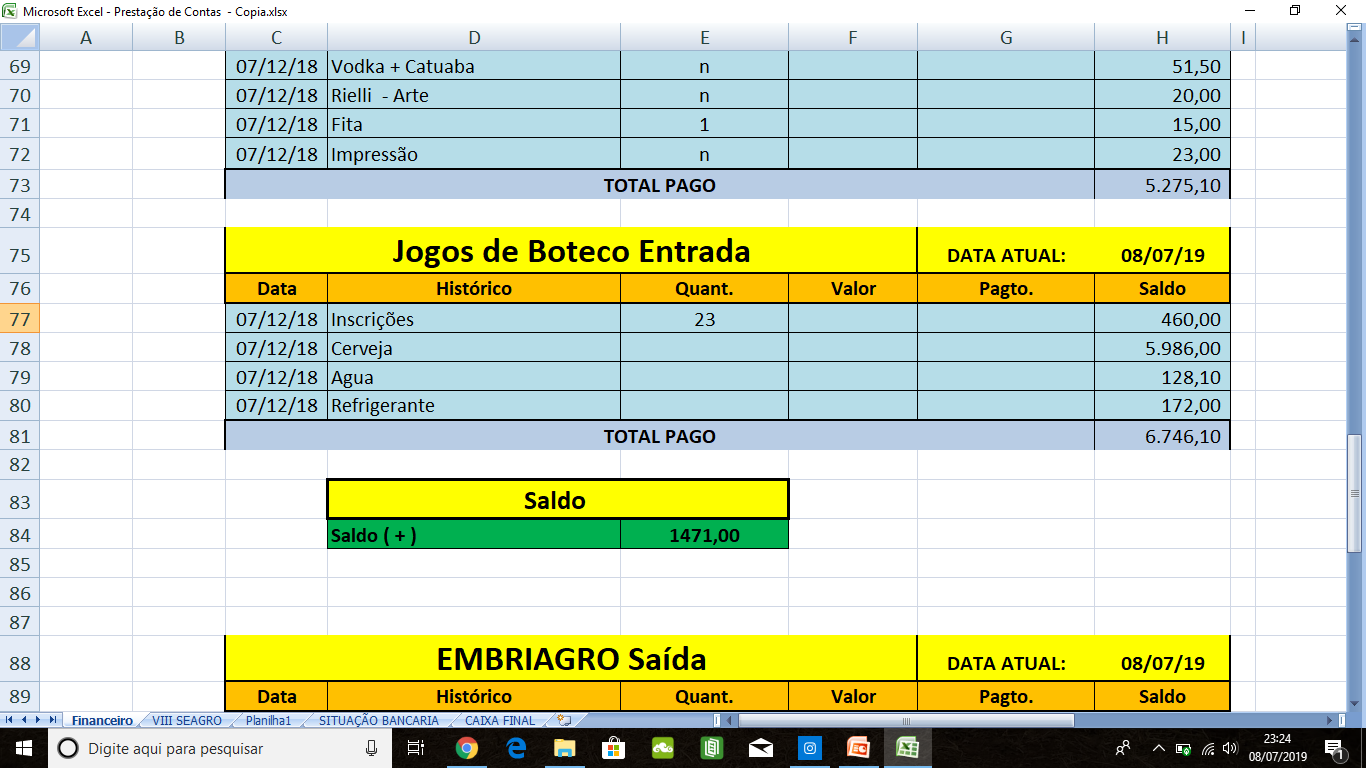 Microsoft Excel - Prestação de Contas  - Copia.xlsx
A B C D E F G H I
69 07/12/18 Vodka + Catuaba n 51,50
70 07/12/18 Rielli  - Arte n 20,00
71 07/12/18 Fita 1 15,00
72 07/12/18 Impressão n 23,00
73 TOTAL PAGO 5.275,10
74
75 Jogos de Boteco Entrada DATA ATUAL: 08/07/19
76 Data Histórico Quant. Valor Pagto. Saldo
77 07/12/18 Inscrições 23 460,00
78 07/12/18 Cerveja 5.986,00
79 07/12/18 Agua 128,10
80 07/12/18 Refrigerante 172,00
81 TOTAL PAGO 6.746,10
82
83 Saldo
84 Saldo ( + ) 1471,00
85
86
87
88 EMBRIAGRO Saída DATA ATUAL: 08/07/19
89 Data Histórico Quant. Valor Pagto. Saldo
Financeiro VIII SEAGRO Planilha1 SITUAÇÃO BANCARIA CAIXA FINAL
Digite aqui para pesquisar
23:24
08/07/2019
1